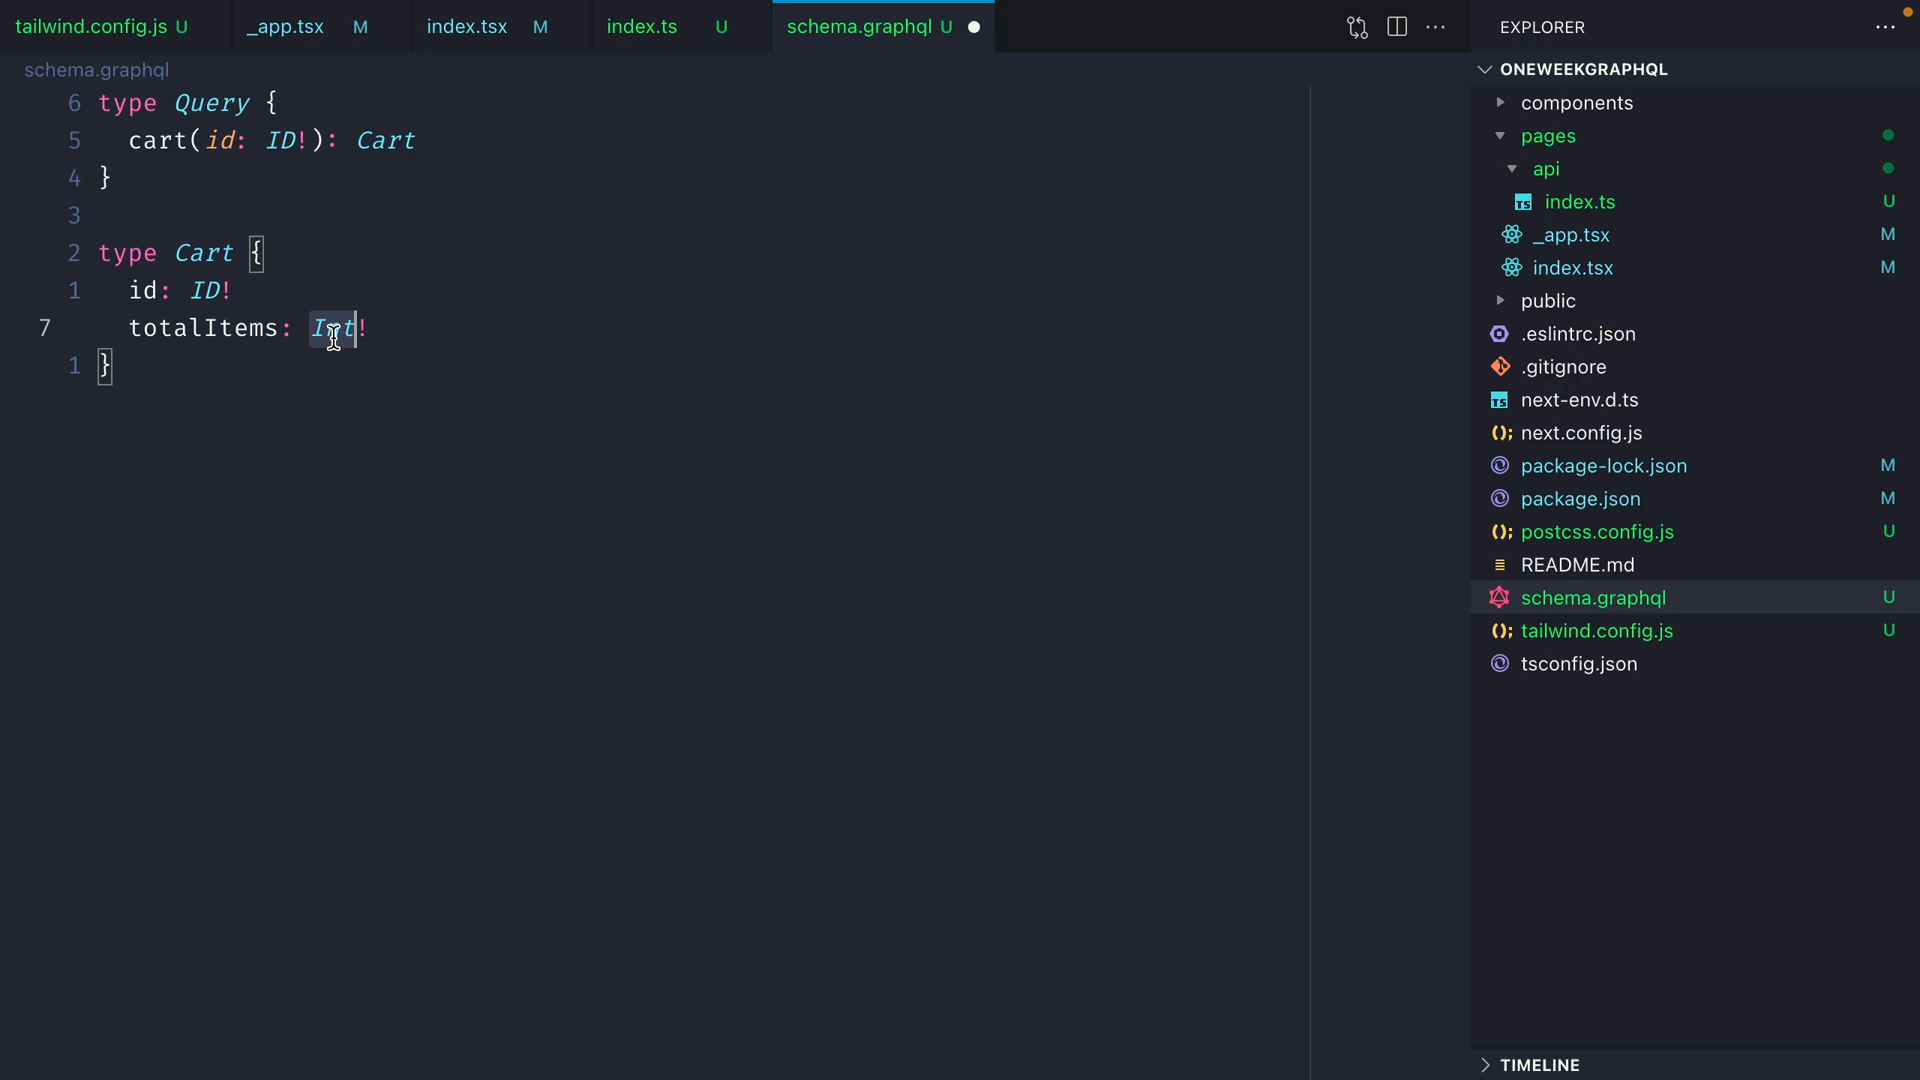 tailwind.config.js U _app.tsx M index.tsx M index.ts U schema.graphql U
schema.graphql
6 type Query {
5 cart(id: ID!): Cart
4 }
3
2 type Cart {
1 id: ID!
7 totalItems: Int!
1 }
EXPLORER
ONEWEEKGRAPHQL
components
pages
api
TS index.ts U
_app.tsx M
index.tsx M
public
.eslintrc.json
.gitignore
TS next-env.d.ts
(); next.config.js
package-lock.json M
package.json M
(); postcss.config.js U
README.md
schema.graphql U
(); tailwind.config.js U
tsconfig.json
TIMELINE